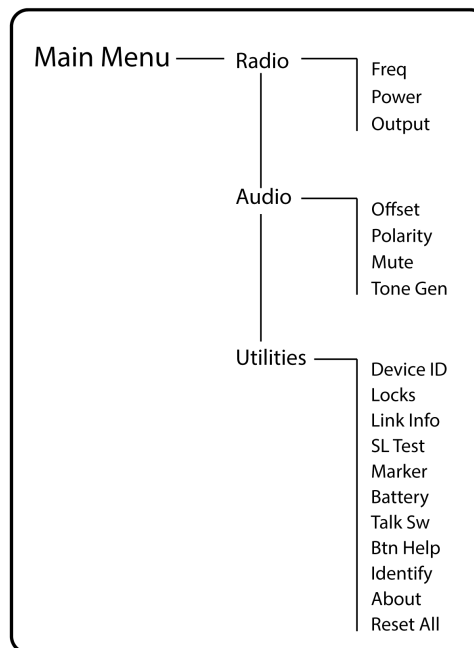 Main Menu
Radio
Freq
Power
Output
Audio
Offset
Polarity
Mute
Tone Gen
Utilities
Device ID
Locks
Link Info
SL Test
Marker
Battery
Talk Sw
Btn Help
Identify
About
Reset All